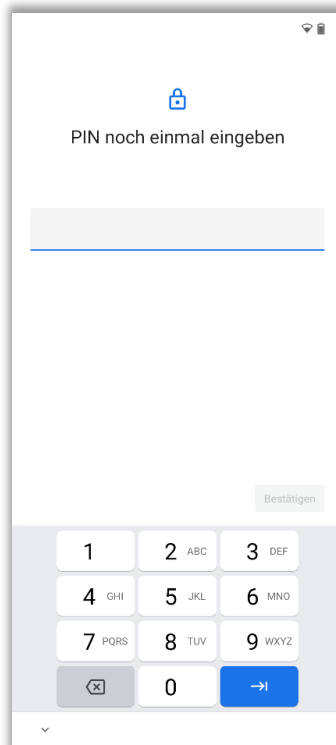 PIN noch einmal eingeben
Bestätigen
1
2 ABC
3 DEF
4 GHI
5 JKL
6 MNO
7 PQRS
8 TUV
9 WXYZ
0